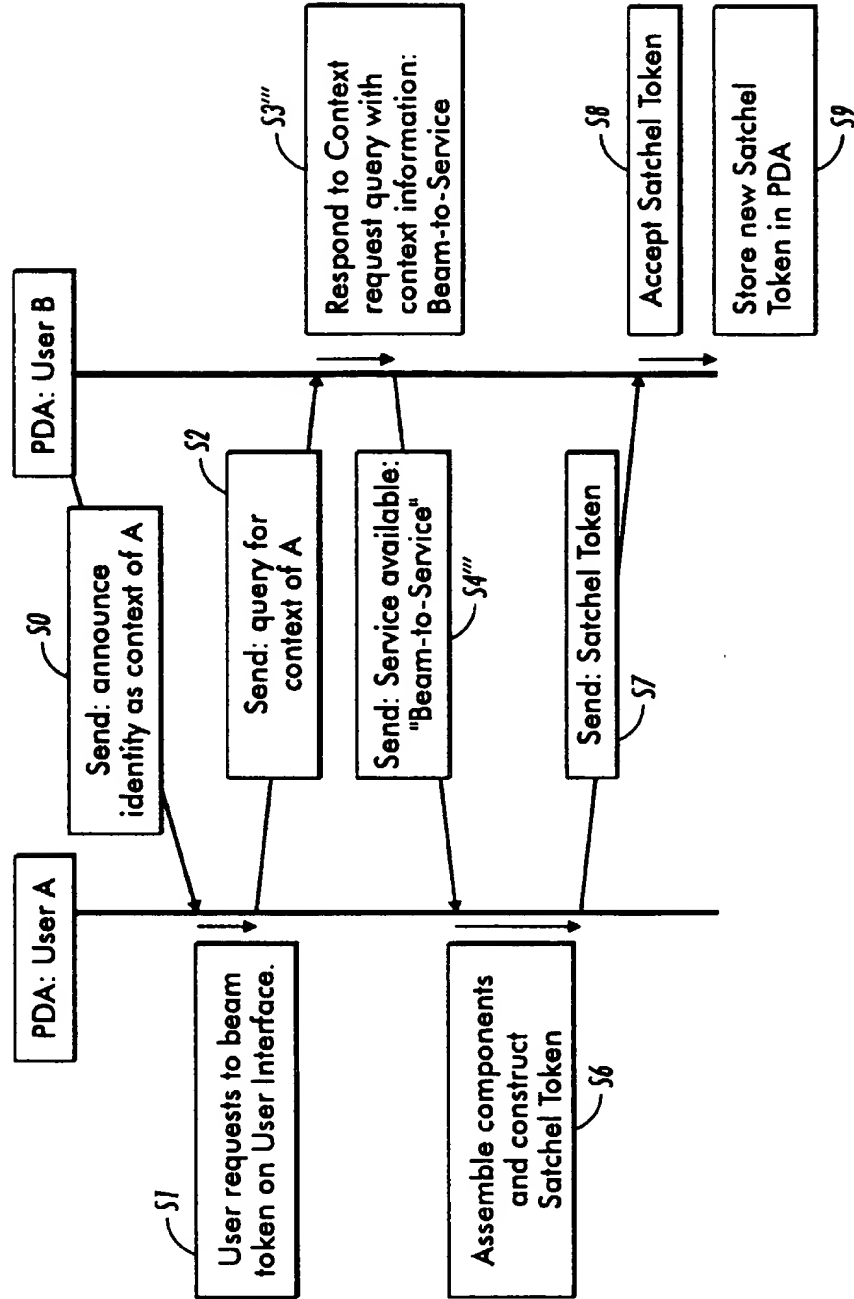 PDA: User A
PDA: User B
S0
Send: announce
identity as context of A
S1
User requests to beam
token on User Interface.
S2
Send: query for
context of A
S3'''
Respond to Context
request query with
context information:
Beam-to-Service
Send: Service available:
"Beam-to-Service"
S4'''
Assemble components
and construct
Satchel Token
S6
Send: Satchel Token
S7
S8
Accept Satchel Token
Store new Satchel
Token in PDA
S9